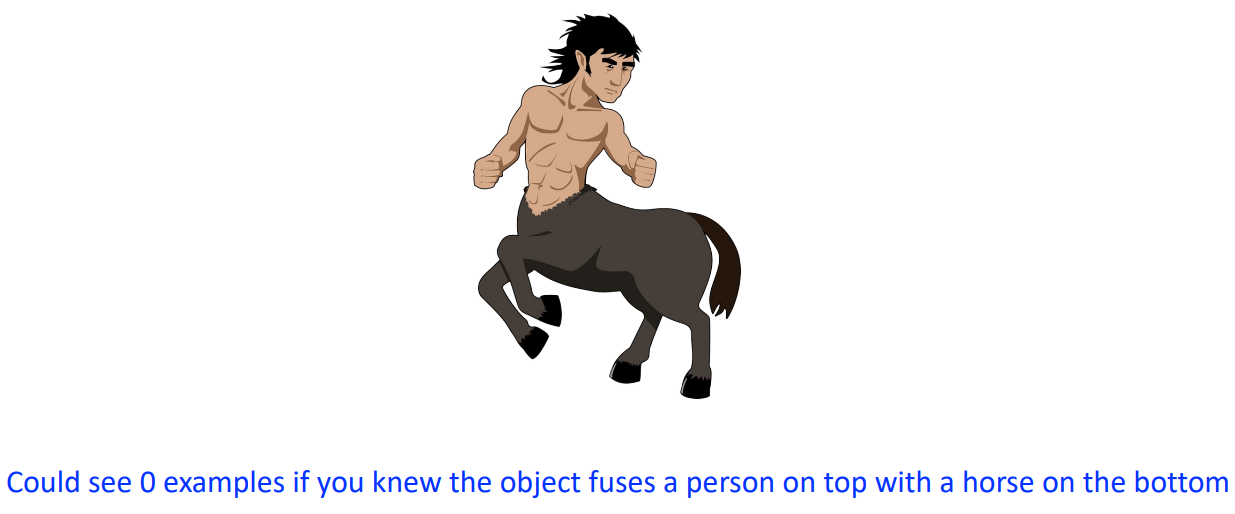 Could see 0 examples if you knew the object fuses a person on top with a horse on the bottom